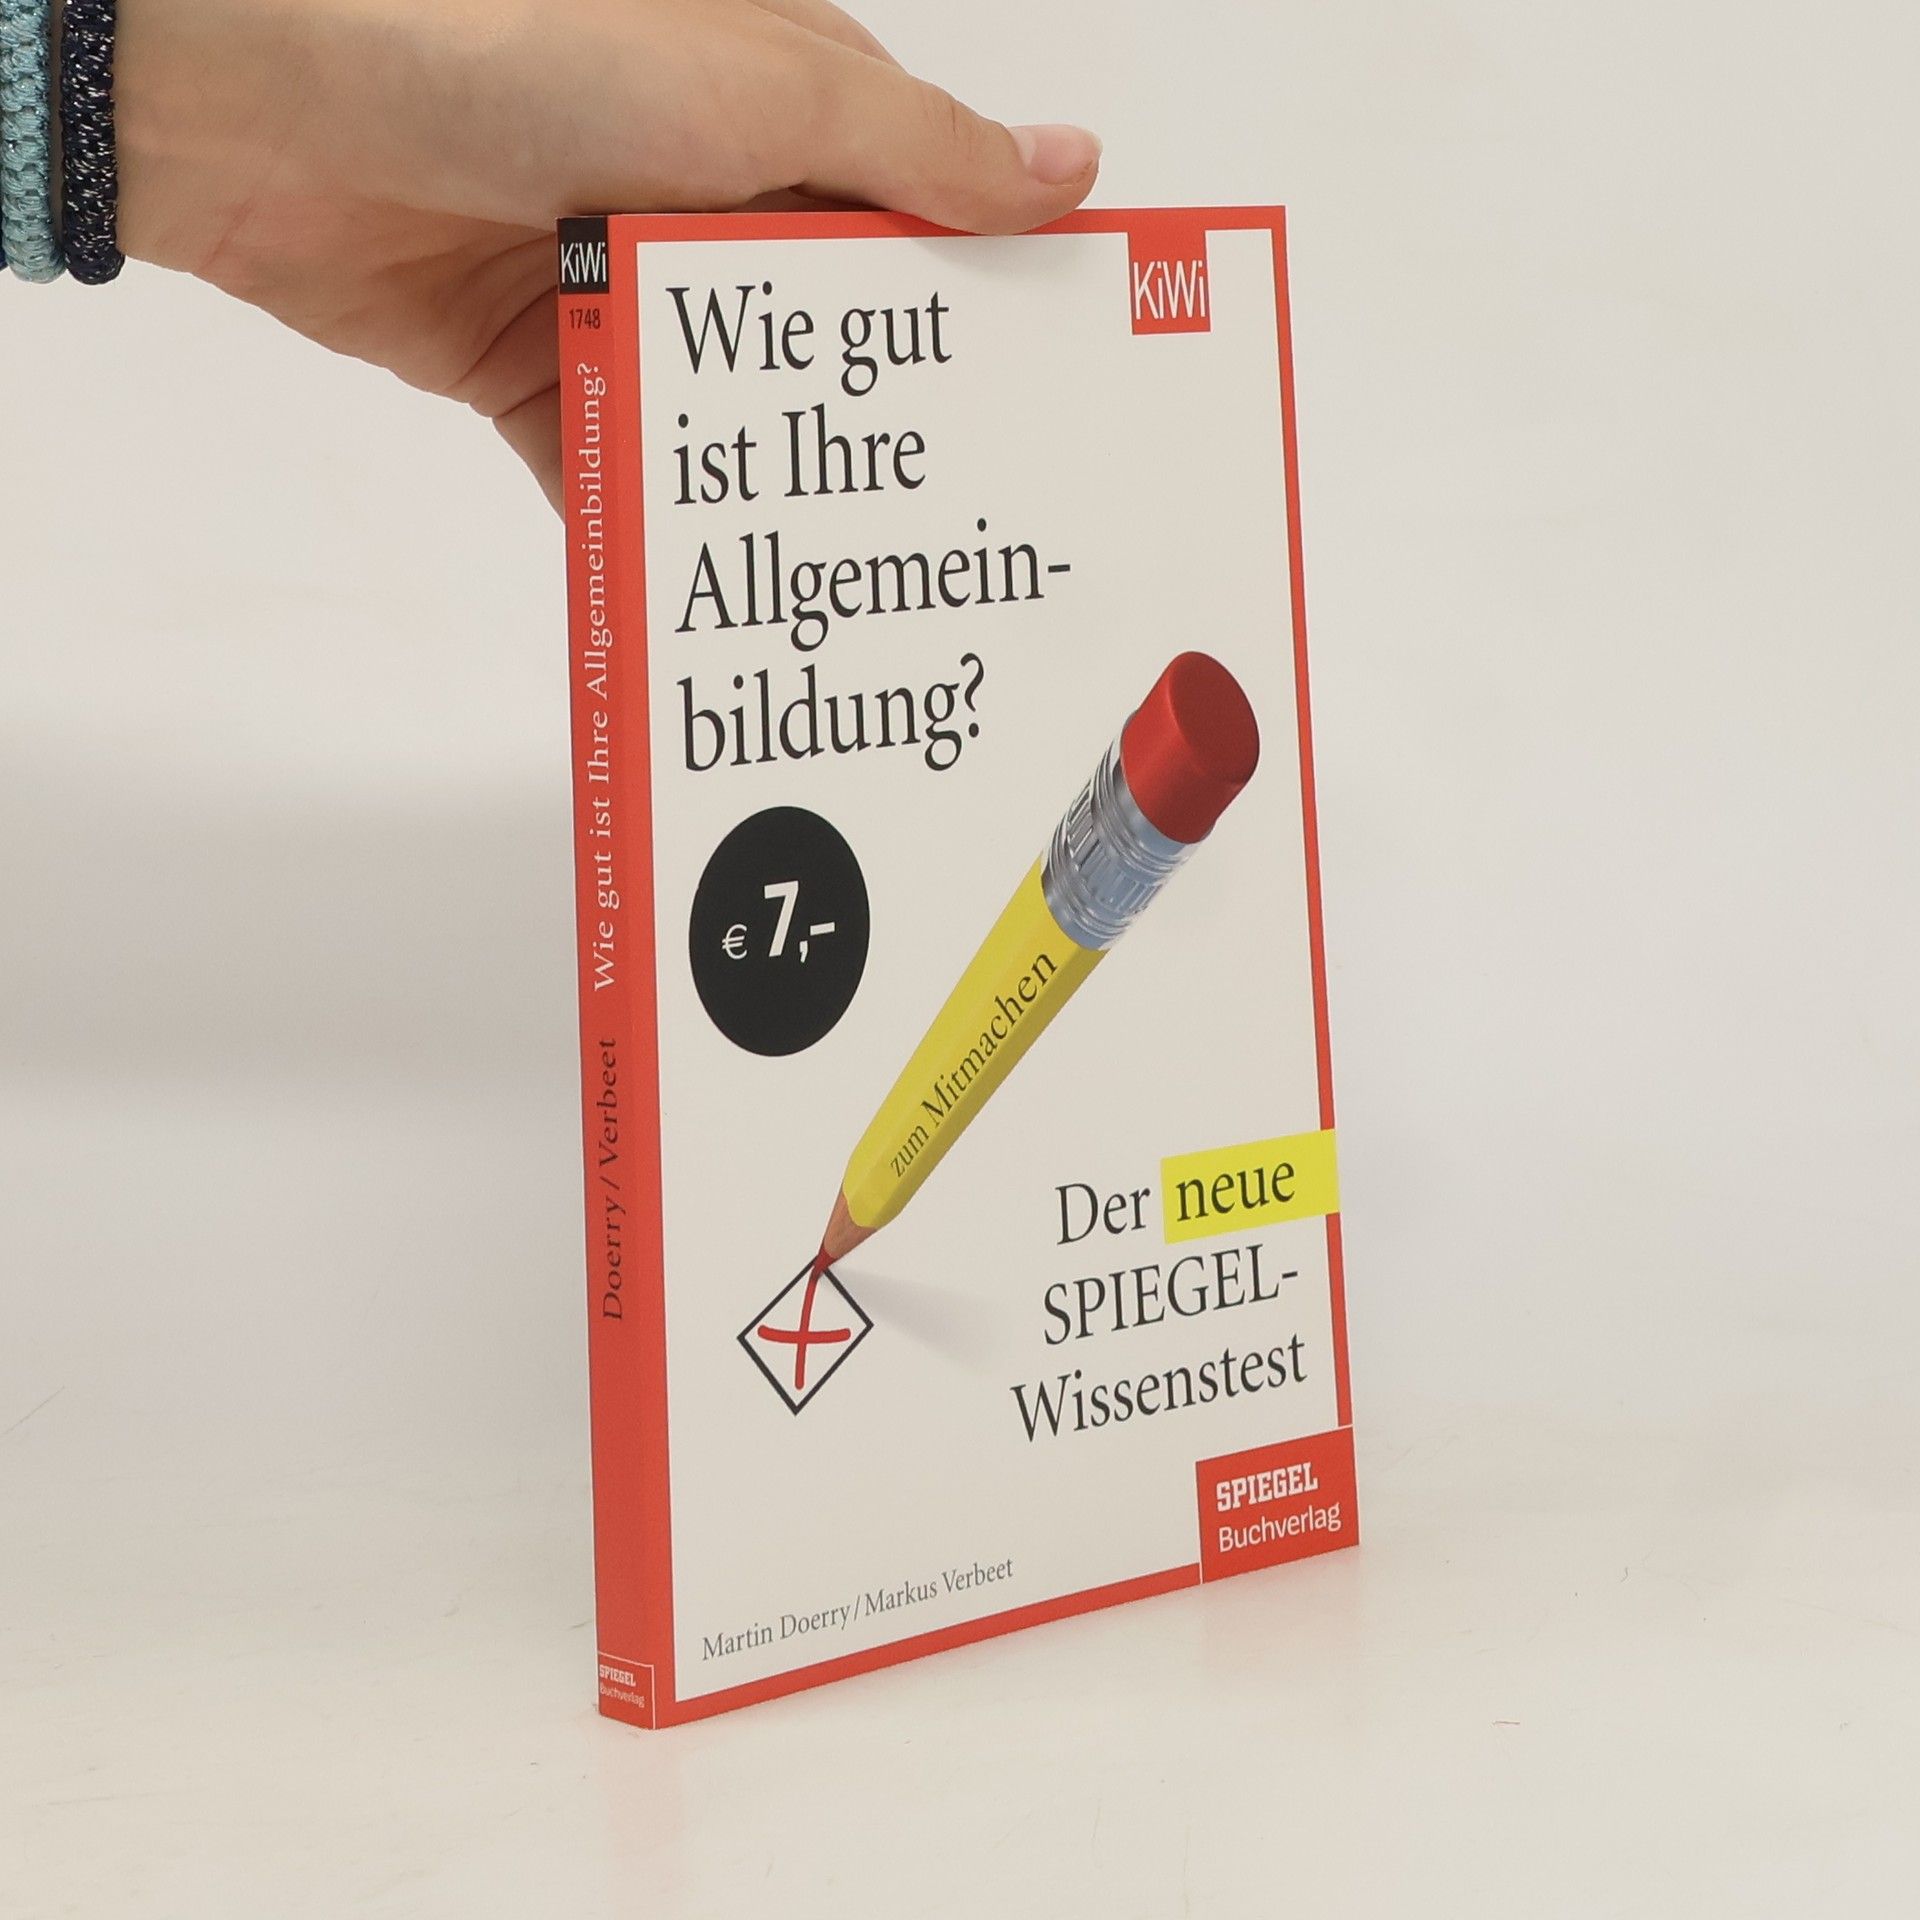 KiWi
1748
Doerry / Verbeet Wie gut ist Ihre Allgemeinbildung?
SPIEGEL
Buchverlag
KiWi
Wie gut
ist Ihre
Allgemein-
bildung?
€ 7,-
zum Mitmachen
Der neue
SPIEGEL-
Wissenstest
SPIEGEL
Buchverlag
Martin Doerry / Markus Verbeet